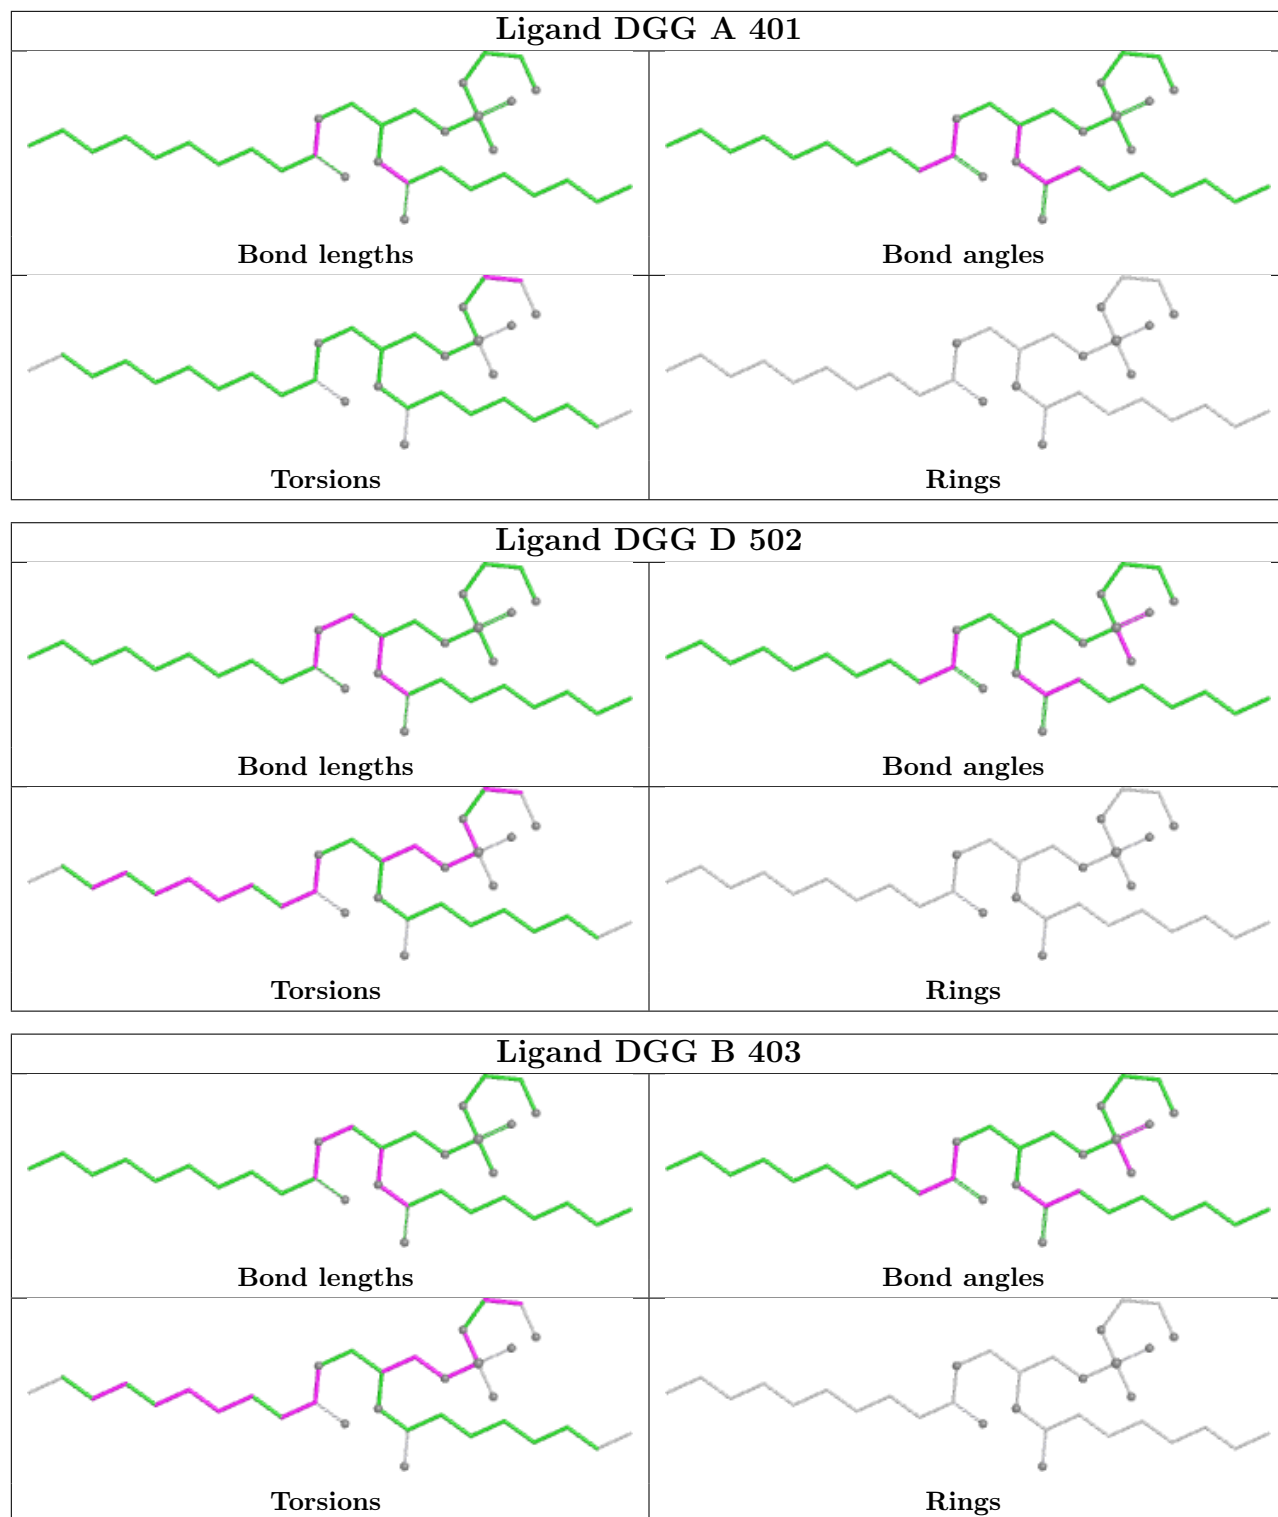 Ligand DGG A 401
Bond lengths
Bond angles
Torsions
Rings
Ligand DGG D 502
Bond lengths
Bond angles
Torsions
Rings
Ligand DGG B 403
Bond lengths
Bond angles
Torsions
Rings